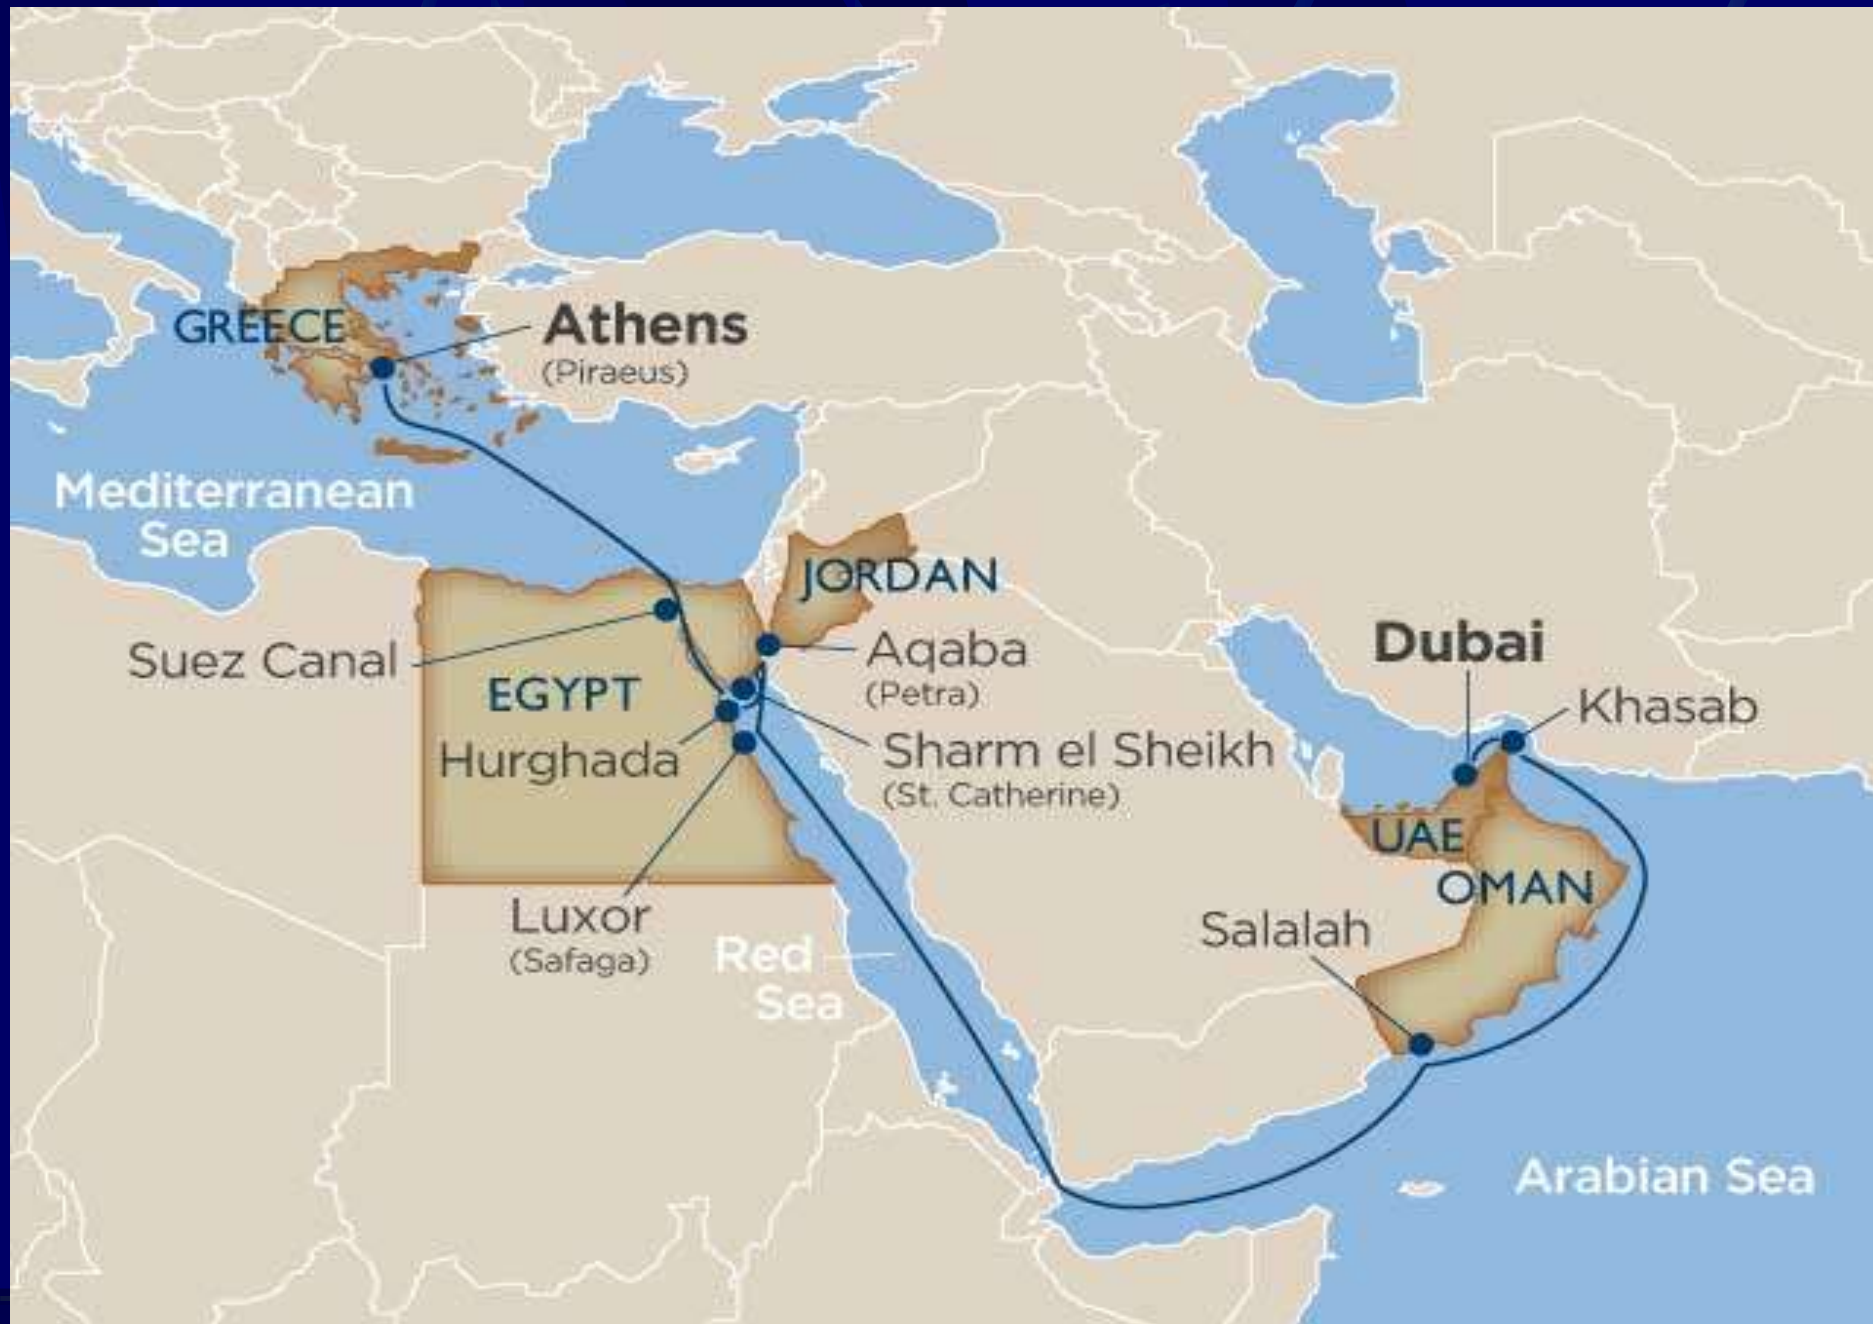 GREECE
Athens
(Piraeus)
Mediterranean
Sea
JORDAN
Suez Canal
Aqaba
(Petra)
EGYPT
Dubai
Khasab
Hurghada
Sharm el Sheikh
(St. Catherine)
UAE
OMAN
Luxor
(Safaga)
Salalah
Red
Sea
Arabian Sea